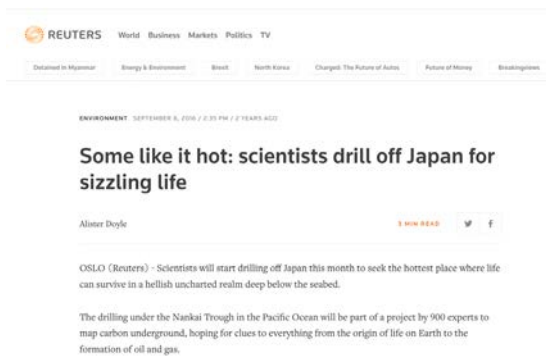 REUTERS World Business Markets Politics TV
Detained in Myanmar Energy & Environment Brexit North Korea Charged: The Future of Autos Future of Money Breakingviews
ENVIRONMENT SEPTEMBER 8, 2016 / 2:35 PM / 2 YEARS AGO
Some like it hot: scientists drill off Japan for
sizzling life
Alister Doyle 3 MIN READ
OSLO (Reuters) - Scientists will start drilling off Japan this month to seek the hottest place where life
can survive in a hellish uncharted realm deep below the seabed.
The drilling under the Nankai Trough in the Pacific Ocean will be part of a project by 900 experts to
map carbon underground, hoping for clues to everything from the origin of life on Earth to the
formation of oil and gas.